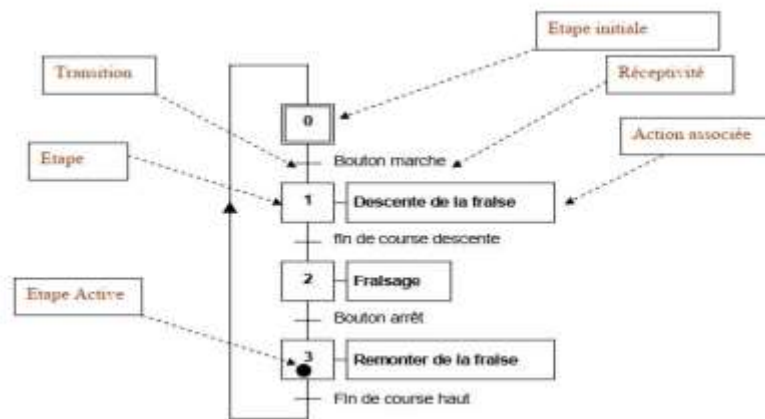 Etape initiale
Transition
Réceptivité
0
Action associée
Bouton marche
Etape
1
Descente de la fraise
fin de course descente
2
Fraisage
Etape Active
Bouton arrêt
3
Remonter de la fraise
Fin de course haut